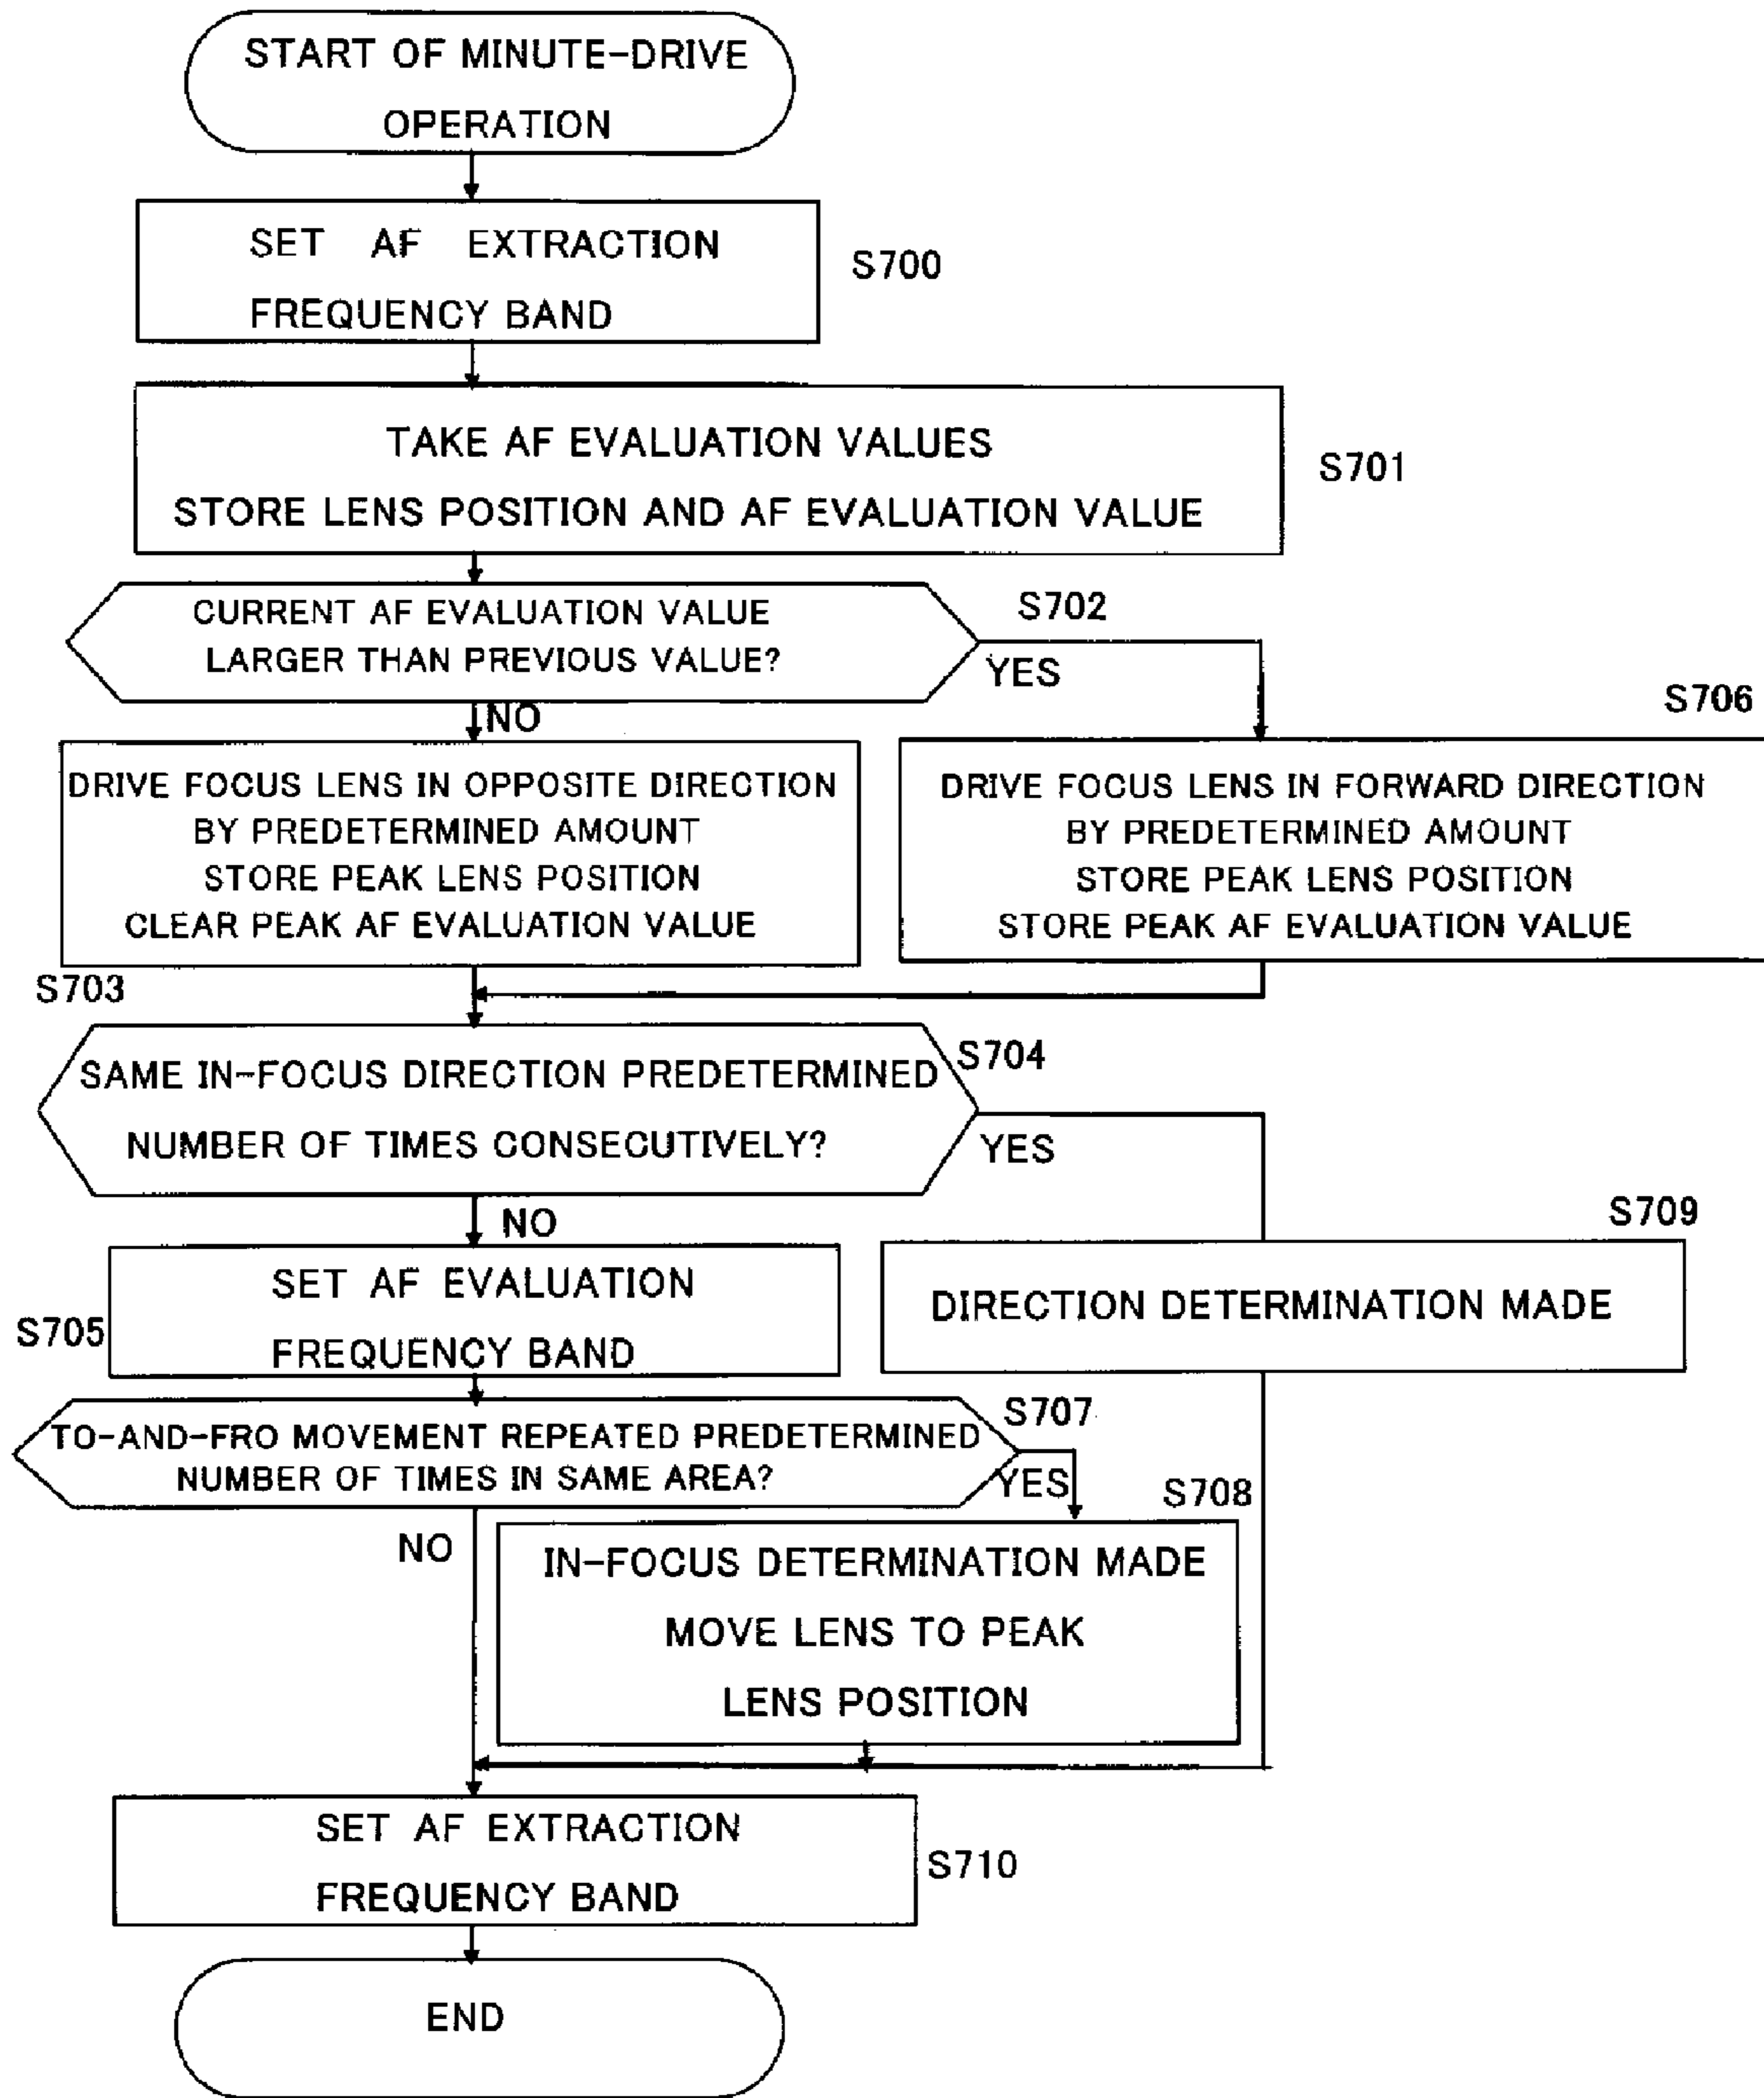 START OF MINUTE-DRIVE
OPERATION
SET AF EXTRACTION
FREQUENCY BAND
S700
TAKE AF EVALUATION VALUES
STORE LENS POSITION AND AF EVALUATION VALUE
S701
CURRENT AF EVALUATION VALUE
LARGER THAN PREVIOUS VALUE?
S702
YES
NO
S706
DRIVE FOCUS LENS IN OPPOSITE DIRECTION
BY PREDETERMINED AMOUNT
STORE PEAK LENS POSITION
CLEAR PEAK AF EVALUATION VALUE
S703
DRIVE FOCUS LENS IN FORWARD DIRECTION
BY PREDETERMINED AMOUNT
STORE PEAK LENS POSITION
STORE PEAK AF EVALUATION VALUE
SAME IN-FOCUS DIRECTION PREDETERMINED
NUMBER OF TIMES CONSECUTIVELY?
S704
YES
NO
S709
SET AF EVALUATION
FREQUENCY BAND
S705
DIRECTION DETERMINATION MADE
TO-AND-FRO MOVEMENT REPEATED PREDETERMINED
NUMBER OF TIMES IN SAME AREA?
S707
YES
S708
NO
IN-FOCUS DETERMINATION MADE
MOVE LENS TO PEAK
LENS POSITION
SET AF EXTRACTION
FREQUENCY BAND
S710
END